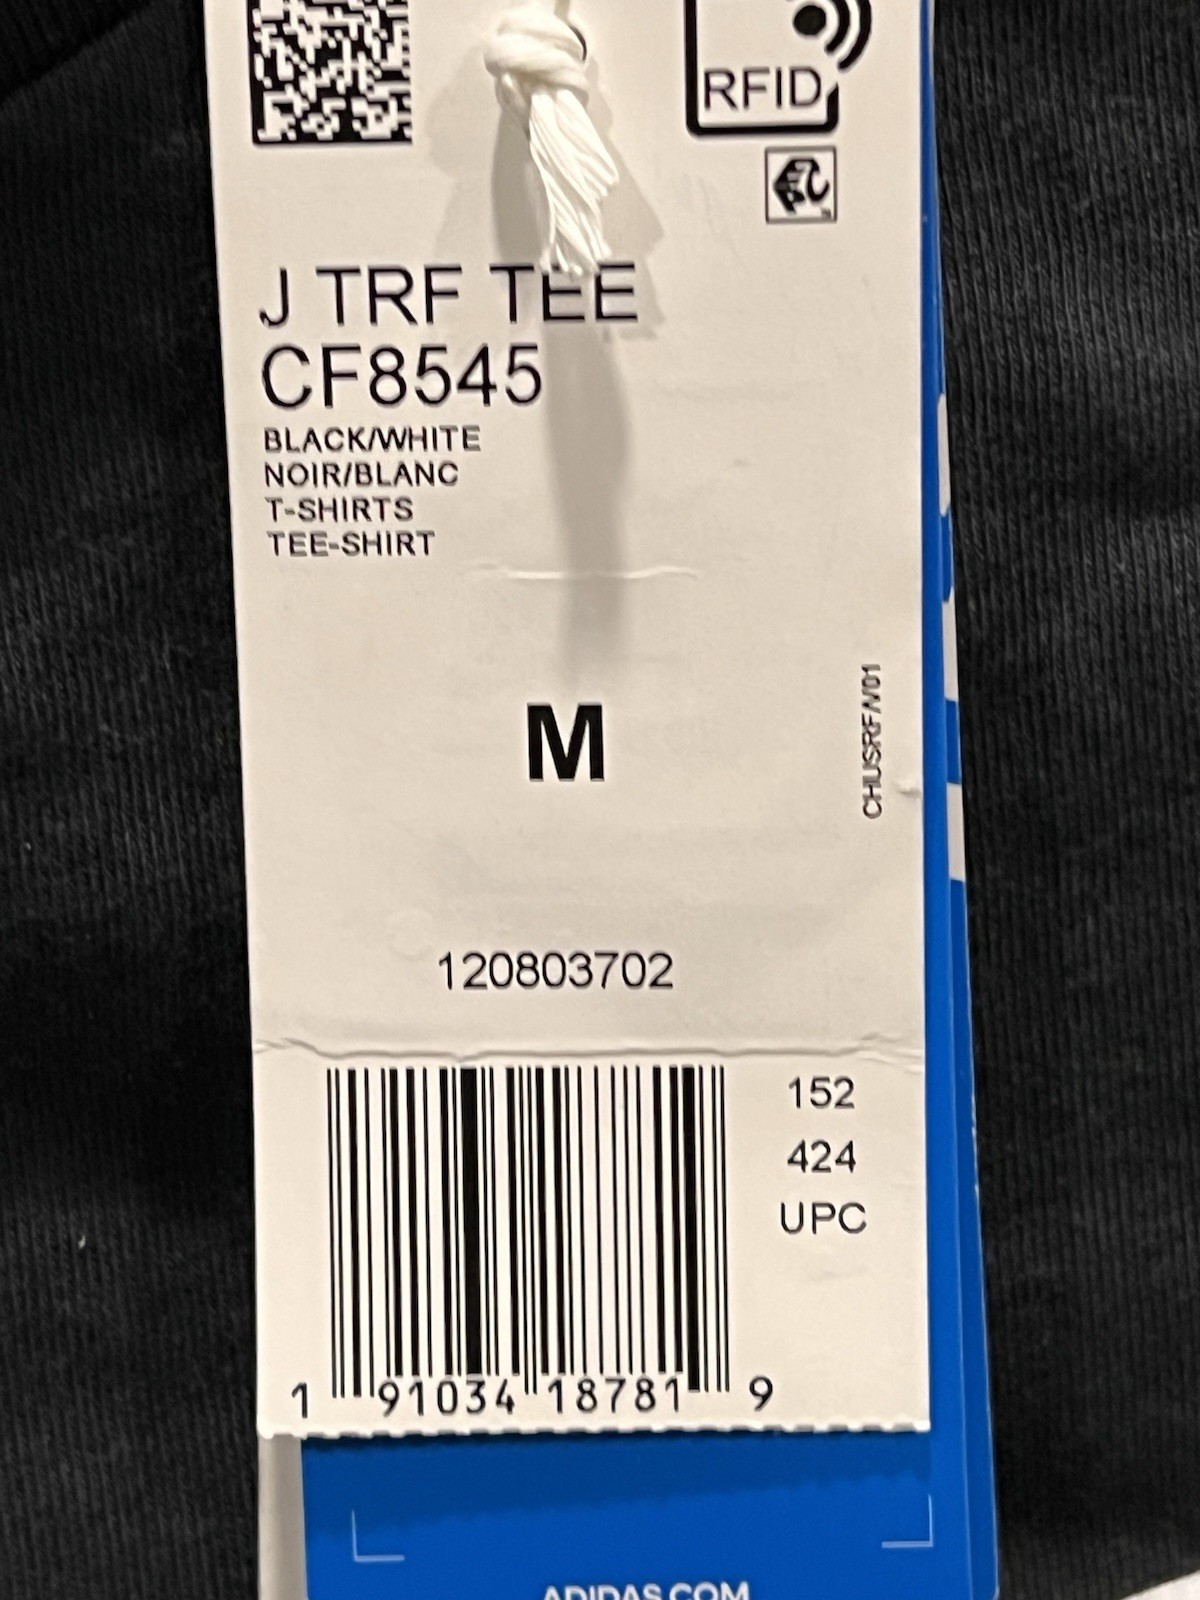 RFID
EPC
J TRF TEE
CF8545
BLACK/WHITE
NOIR/BLANC
T-SHIRTS
TEE-SHIRT
M
CHUSRFA/01
120803702
152
424
UPC
1 91034 18781 9
ADIDAS.COM